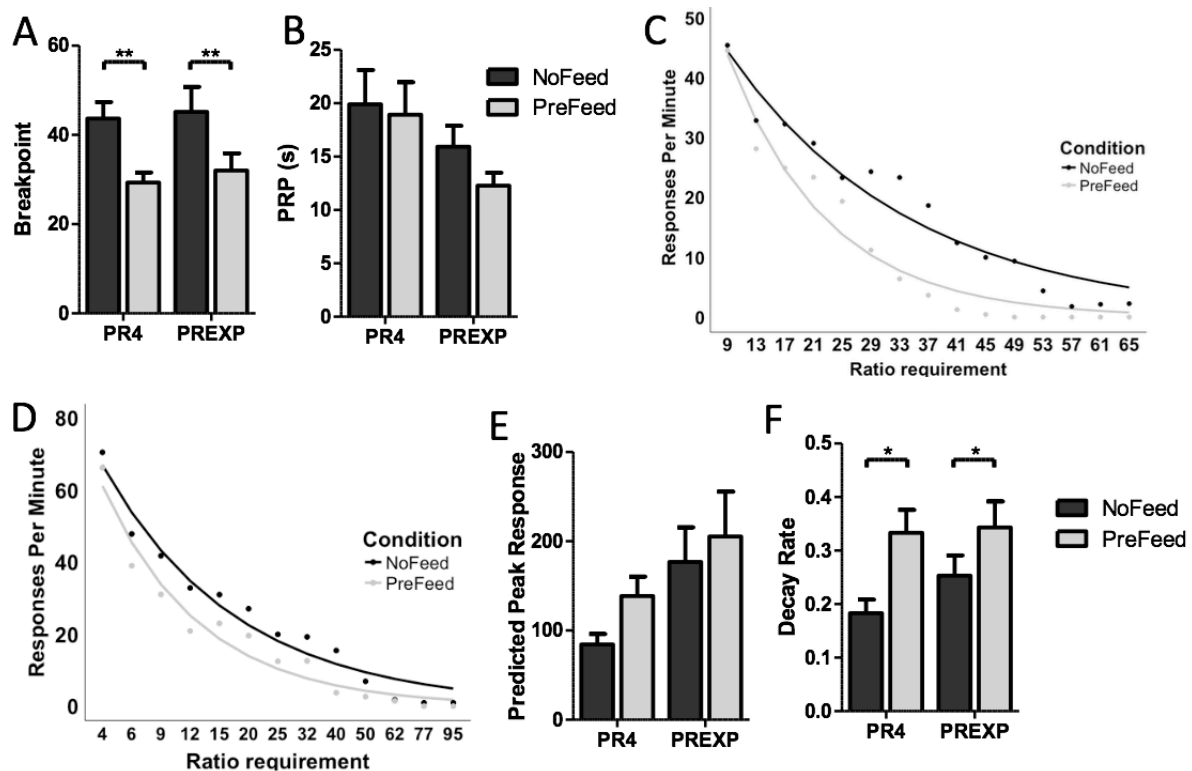 A
Breakpoint
60
40
20
0
**
**
PR4
PREXP
B
PRP (s)
25
20
15
10
5
0
PR4
PREXP
NoFeed
PreFeed
C
Responses Per Minute
50
40
30
20
10
0
Condition
NoFeed
PreFeed
9 13 17 21 25 29 33 37 41 45 49 53 57 61 65
Ratio requirement
D
Responses Per Minute
80
60
40
20
0
Condition
NoFeed
PreFeed
4 6 9 12 15 20 25 32 40 50 62 77 95
Ratio requirement
E
Predicted Peak Response
300
200
100
0
PR4
PREXP
F
Decay Rate
0.5
0.4
0.3
0.2
0.1
0.0
*
*
PR4
PREXP
NoFeed
PreFeed